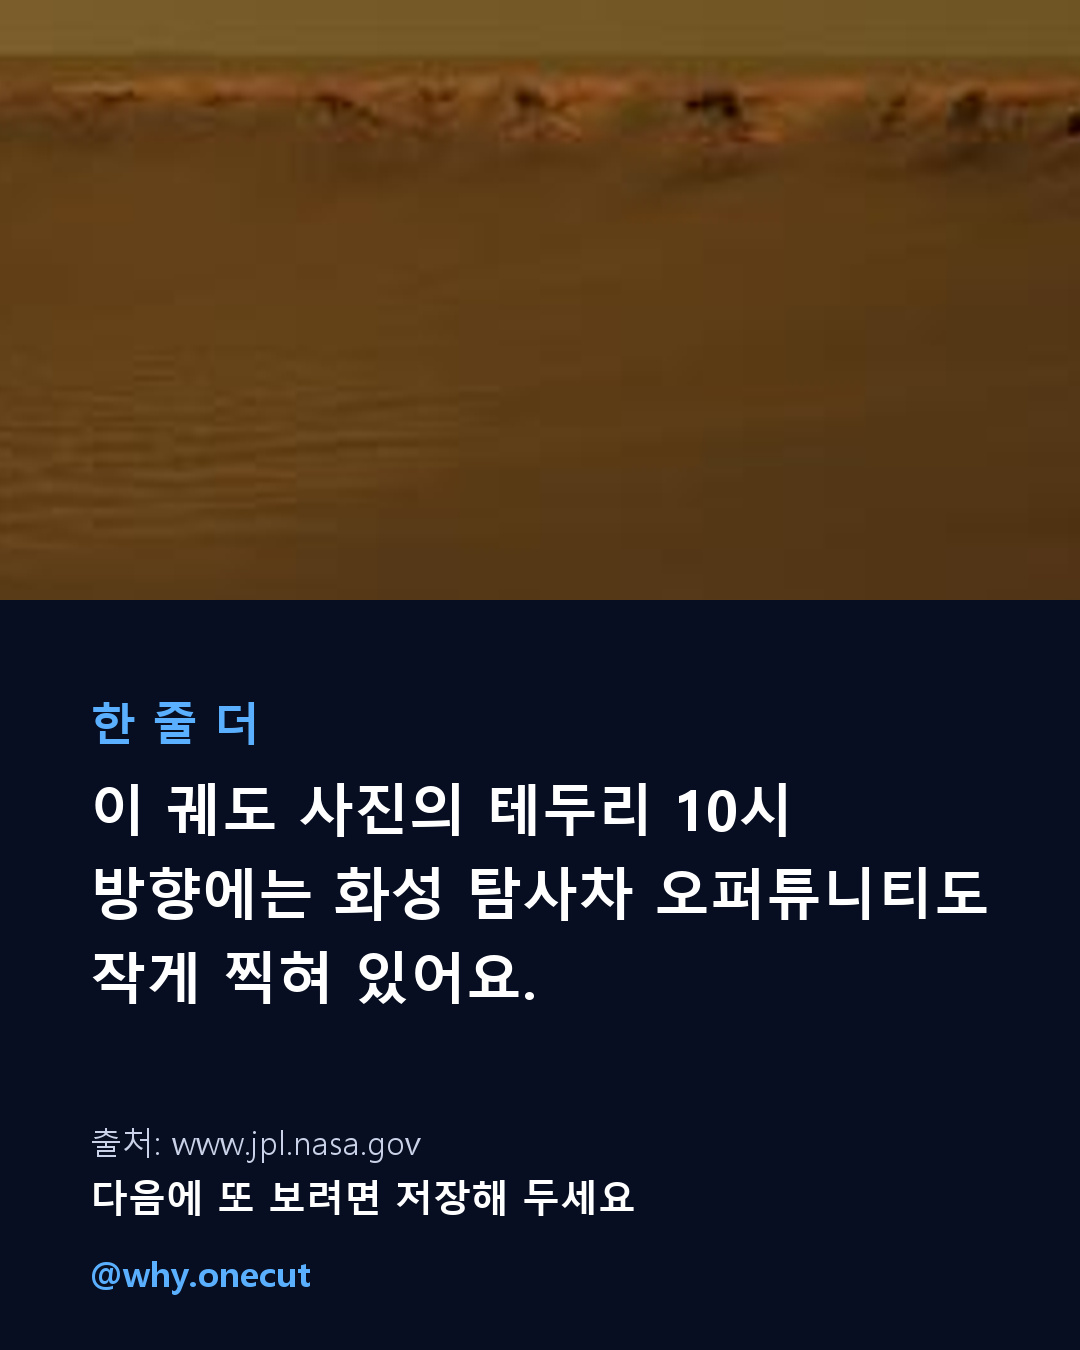 한 줄 더
이 궤도 사진의 테두리 10시
방향에는 화성 탐사차 오퍼튜니티도
작게 찍혀 있어요.
출처: www.jpl.nasa.gov
다음에 또 보려면 저장해 두세요
@why.onecut